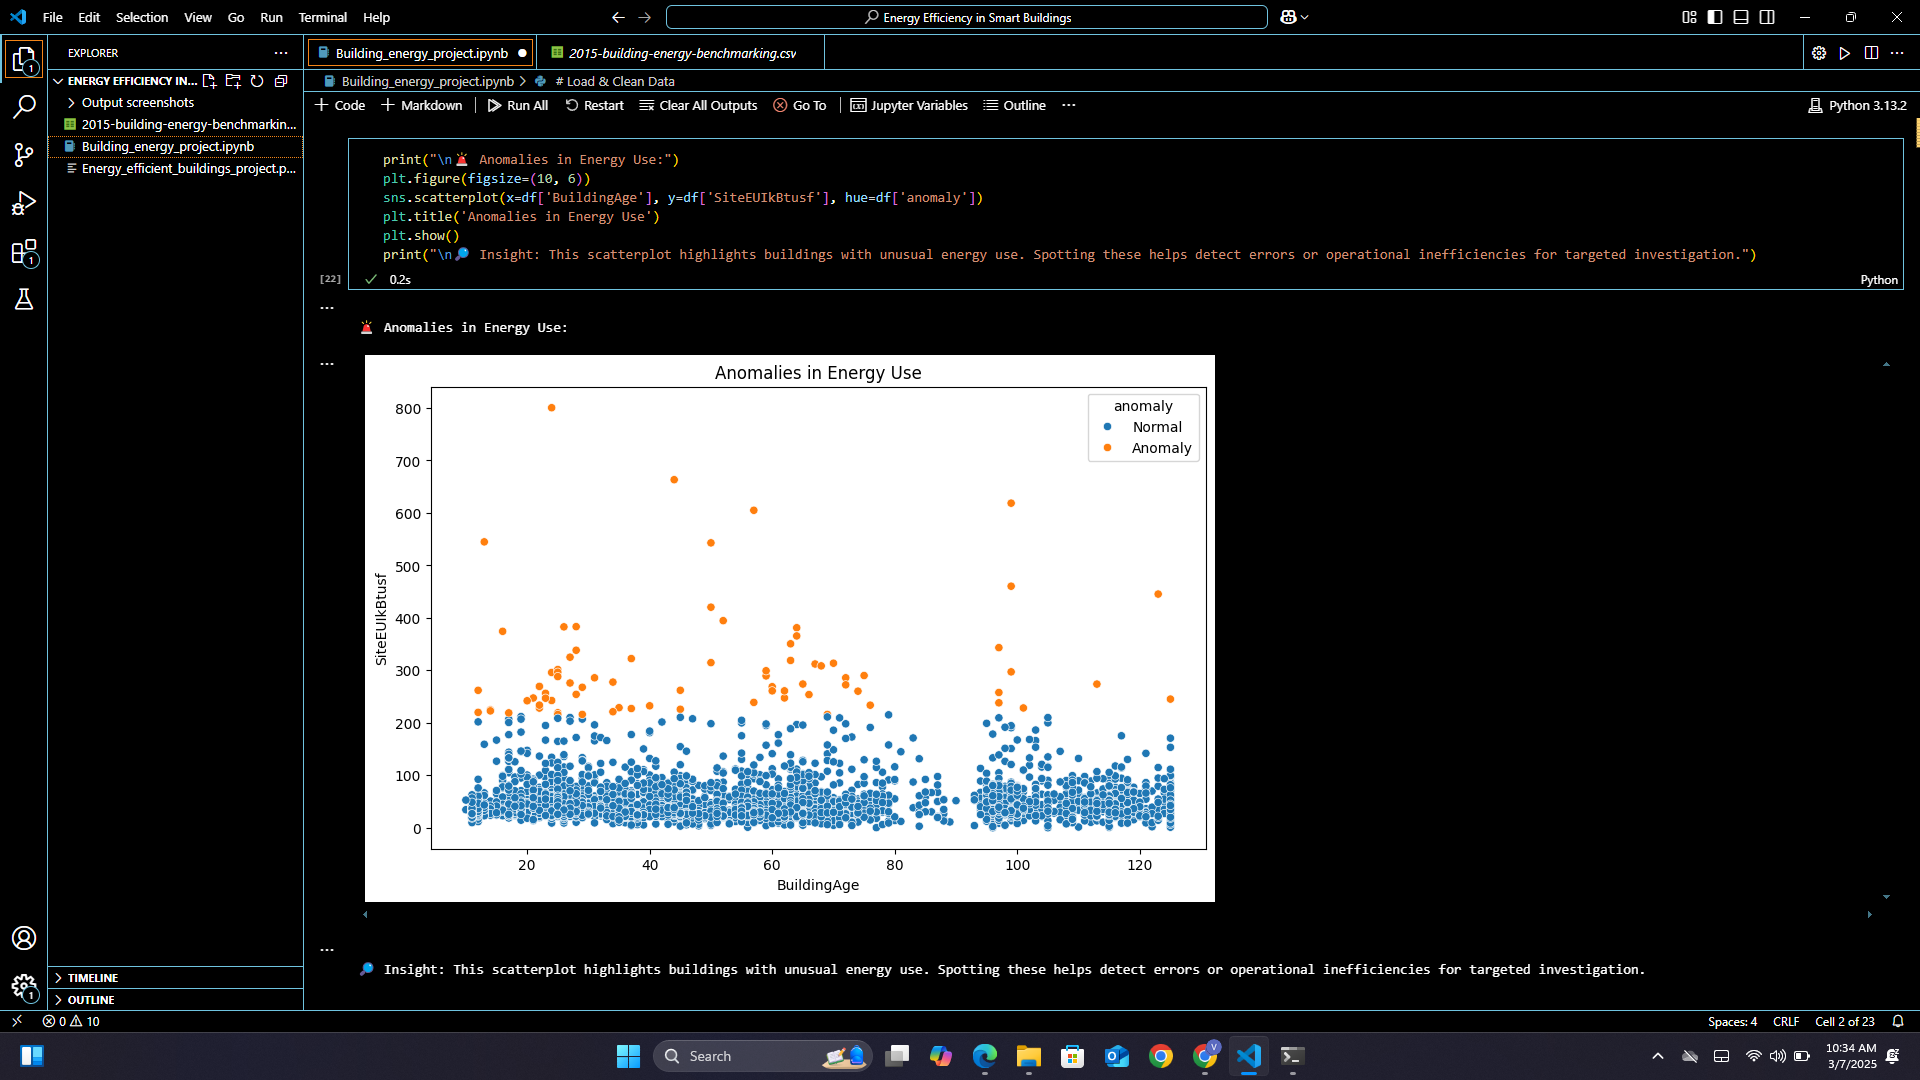 File Edit Selection View Go Run Terminal Help
Energy Efficiency in Smart Buildings
EXPLORER
ENERGY EFFICIENCY IN...
Output screenshots
2015-building-energy-benchmarkin...
Building_energy_project.ipynb
Energy_efficient_buildings_project.p...
TIMELINE
OUTLINE
Building_energy_project.ipynb
2015-building-energy-benchmarking.csv
Building_energy_project.ipynb > # Load & Clean Data
+ Code + Markdown Run All Restart Clear All Outputs Go To Jupyter Variables Outline ...
Python 3.13.2
print("\n🚨 Anomalies in Energy Use:")
plt.figure(figsize=(10, 6))
sns.scatterplot(x=df['BuildingAge'], y=df['SiteEUIkBtusf'], hue=df['anomaly'])
plt.title('Anomalies in Energy Use')
plt.show()
print("\n🔎 Insight: This scatterplot highlights buildings with unusual energy use. Spotting these helps detect errors or operational inefficiencies for targeted investigation.")
[22] ✓ 0.2s
Python
🚨 Anomalies in Energy Use:
Anomalies in Energy Use
anomaly
Normal
Anomaly
800
700
600
500
400
300
200
100
0
SiteEUIkBtusf
20 40 60 80 100 120
BuildingAge
🔎 Insight: This scatterplot highlights buildings with unusual energy use. Spotting these helps detect errors or operational inefficiencies for targeted investigation.
0 10
Spaces: 4 CRLF Cell 2 of 23
Search
10:34 AM
3/7/2025